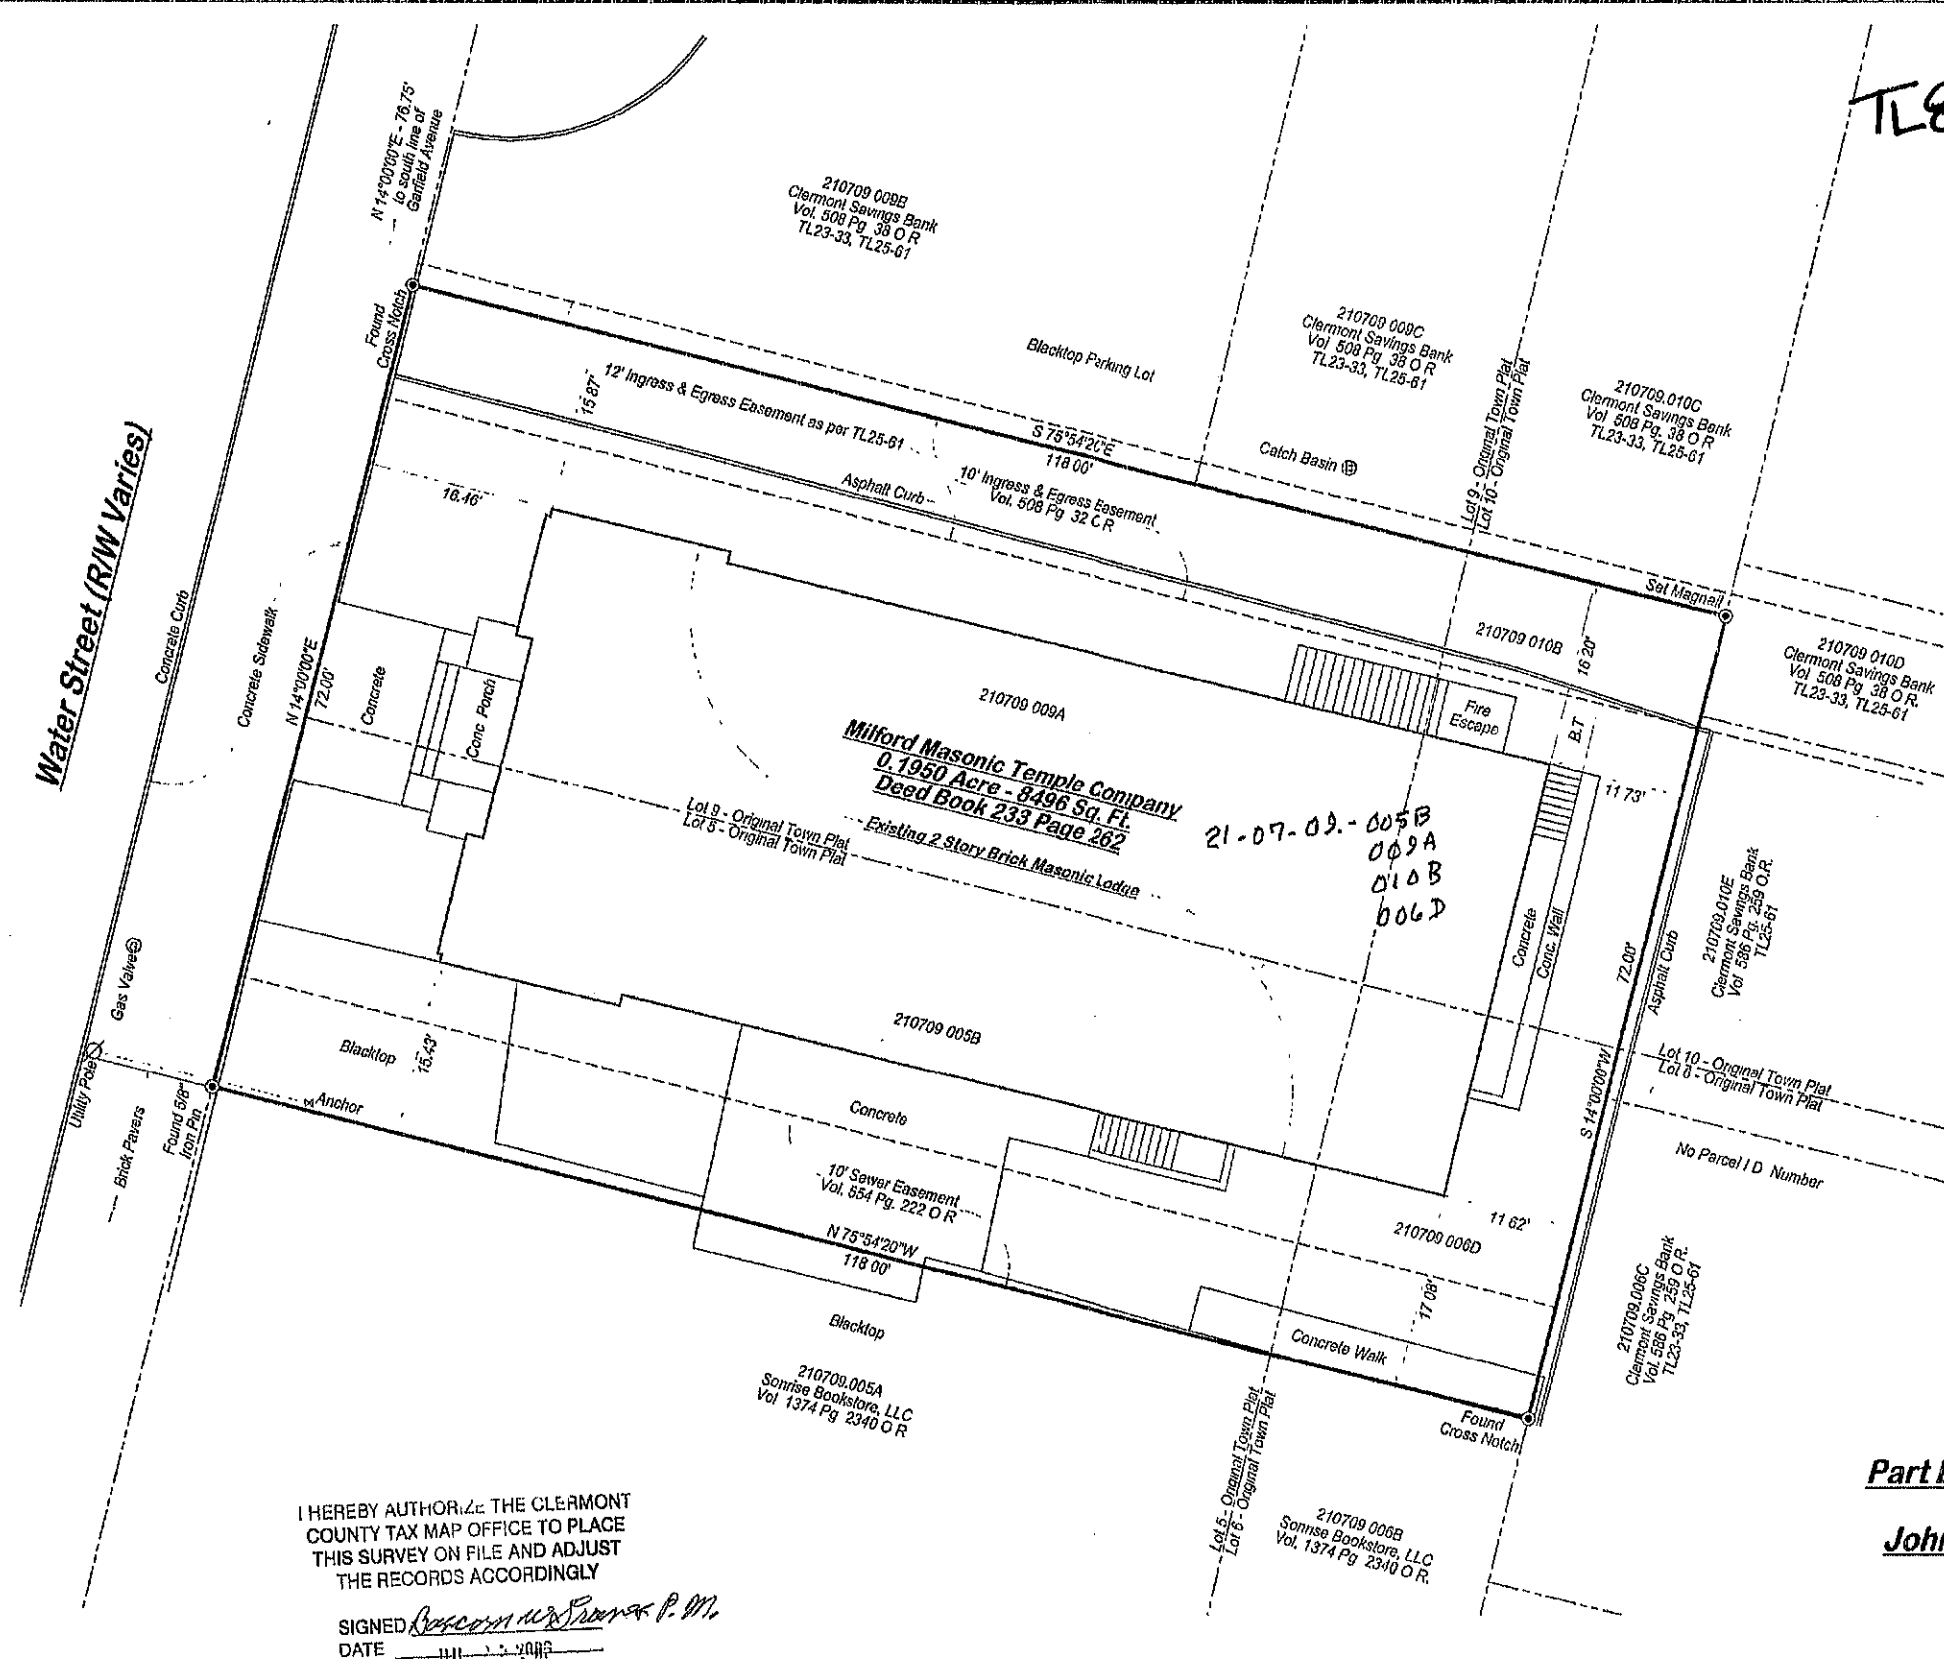 TL8
N 14°00'00"E - 76.75'
to south line of
Garfield Avenue
210709 009B
Clermont Savings Bank
Vol. 508 Pg 38 O R
TL23-33, TL25-61
Found
Cross Notch
Blacktop Parking Lot
210709 009C
Clermont Savings Bank
Vol 508 Pg 38 O R
TL23-33, TL25-61
Lot 9 - Original Town Plat
Lot 10 - Original Town Plat
210709.010C
Clermont Savings Bank
Vol 508 Pg. 38 O R
TL23-33, TL25-61
12' Ingress & Egress Easement as per TL25-61
15 87'
S 75°54'20"E
118 00'
Catch Basin
Asphalt Curb
10' Ingress & Egress Easement
Vol. 508 Pg 32 O R
16.46'
Water Street (R/W Varies)
Concrete Curb
Concrete Sidewalk
N 14°00'00"E
72.00'
Concrete
Conc Porch
Set Magnail
210709 010B
16 20'
210709 010D
Clermont Savings Bank
Vol 508 Pg 38 O R.
TL23-33, TL25-61
210709 009A
Fire
Escape
B.T
Milford Masonic Temple Company
0.1950 Acre - 8496 Sq. Ft.
Deed Book 233 Page 262
11 73'
Lot 9 - Original Town Plat
Lot 5 - Original Town Plat
Existing 2 Story Brick Masonic Lodge
21-07-09.-005B
009A
010B
006D
Concrete
Conc. Wall
72.00'
Asphalt Curb
210709.010E
Clermont Savings Bank
Vol 586 Pg. 259 O.R.
TL25-61
Gas Valve
Utility Pole
Brick Pavers
Found 5/8"
Iron Pin
Blacktop
15.43'
Anchor
210709 005B
Concrete
S 14°00'00"W
Lot 10 - Original Town Plat
Lot 6 - Original Town Plat
No Parcel I D Number
10' Sewer Easement
Vol. 654 Pg. 222 O R
N 75°54'20"W
118 00'
11 62'
210709 006D
17 08'
210709.006C
Clermont Savings Bank
Vol. 586 Pg 259 O R.
TL23-33, TL25-61
Concrete Walk
Blacktop
210709.005A
Sonrise Bookstore, LLC
Vol 1374 Pg 2340 O R
Lot 5 - Original Town Plat
Lot 6 - Original Town Plat
Found
Cross Notch
210709 006B
Sonrise Bookstore, LLC
Vol. 1374 Pg 2340 O R.
Part
John
I HEREBY AUTHORIZE THE CLERMONT
COUNTY TAX MAP OFFICE TO PLACE
THIS SURVEY ON FILE AND ADJUST
THE RECORDS ACCORDINGLY
SIGNED P.M.
DATE